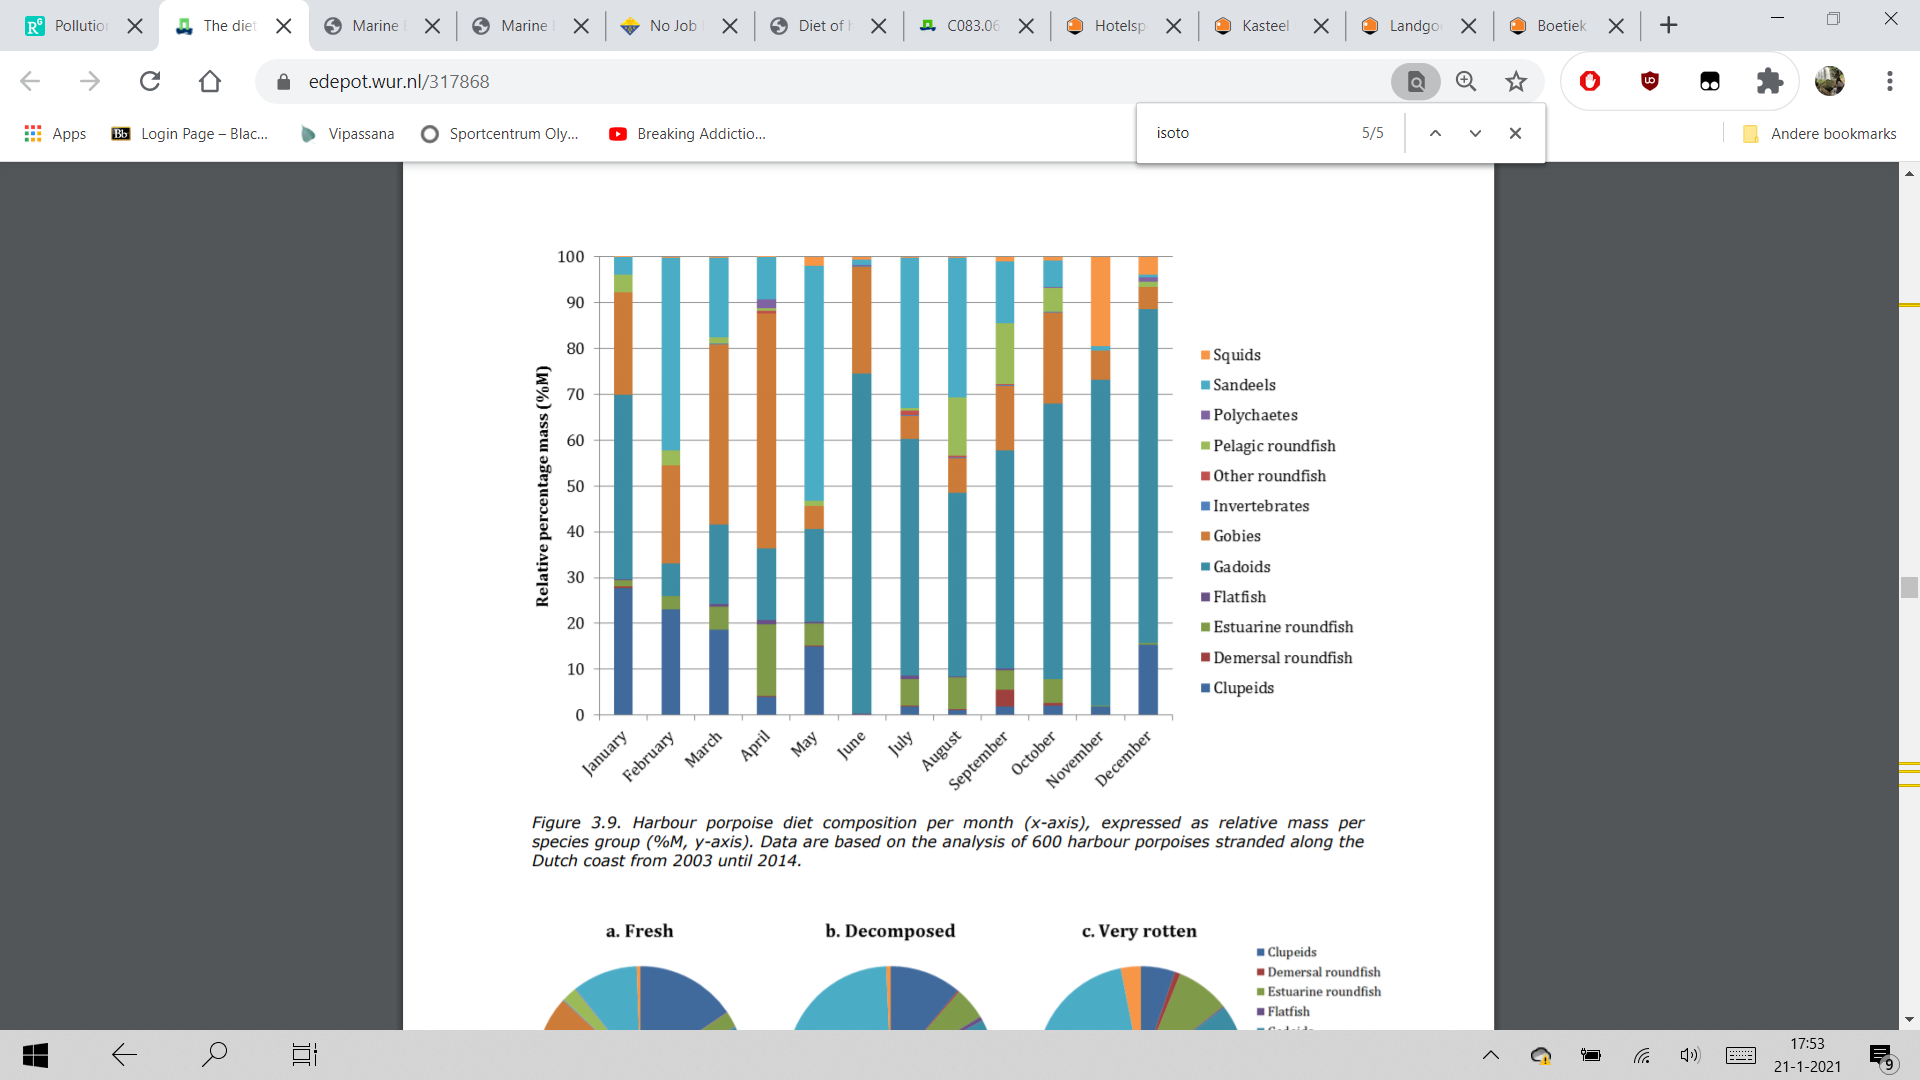 Pollution
The diet
Marine
Marine
No Job
Diet of
C083.06
Hotelsp
Kasteel
Landgo
Boetiek
edepot.wur.nl/317868
Apps
Login Page – Blac...
Vipassana
Sportcentrum Oly...
Breaking Addictio...
isoto
5/5
Andere bookmarks
Relative percentage mass (%M)
100
90
80
70
60
50
40
30
20
10
0
January
February
March
April
May
June
July
August
September
October
November
December
Squids
Sandeels
Polychaetes
Pelagic roundfish
Other roundfish
Invertebrates
Gobies
Gadoids
Flatfish
Estuarine roundfish
Demersal roundfish
Clupeids
Figure 3.9. Harbour porpoise diet composition per month (x-axis), expressed as relative mass per
species group (%M, y-axis). Data are based on the analysis of 600 harbour porpoises stranded along the
Dutch coast from 2003 until 2014.
a. Fresh
b. Decomposed
c. Very rotten
Clupeids
Demersal roundfish
Estuarine roundfish
Flatfish
17:53
21-1-2021
9